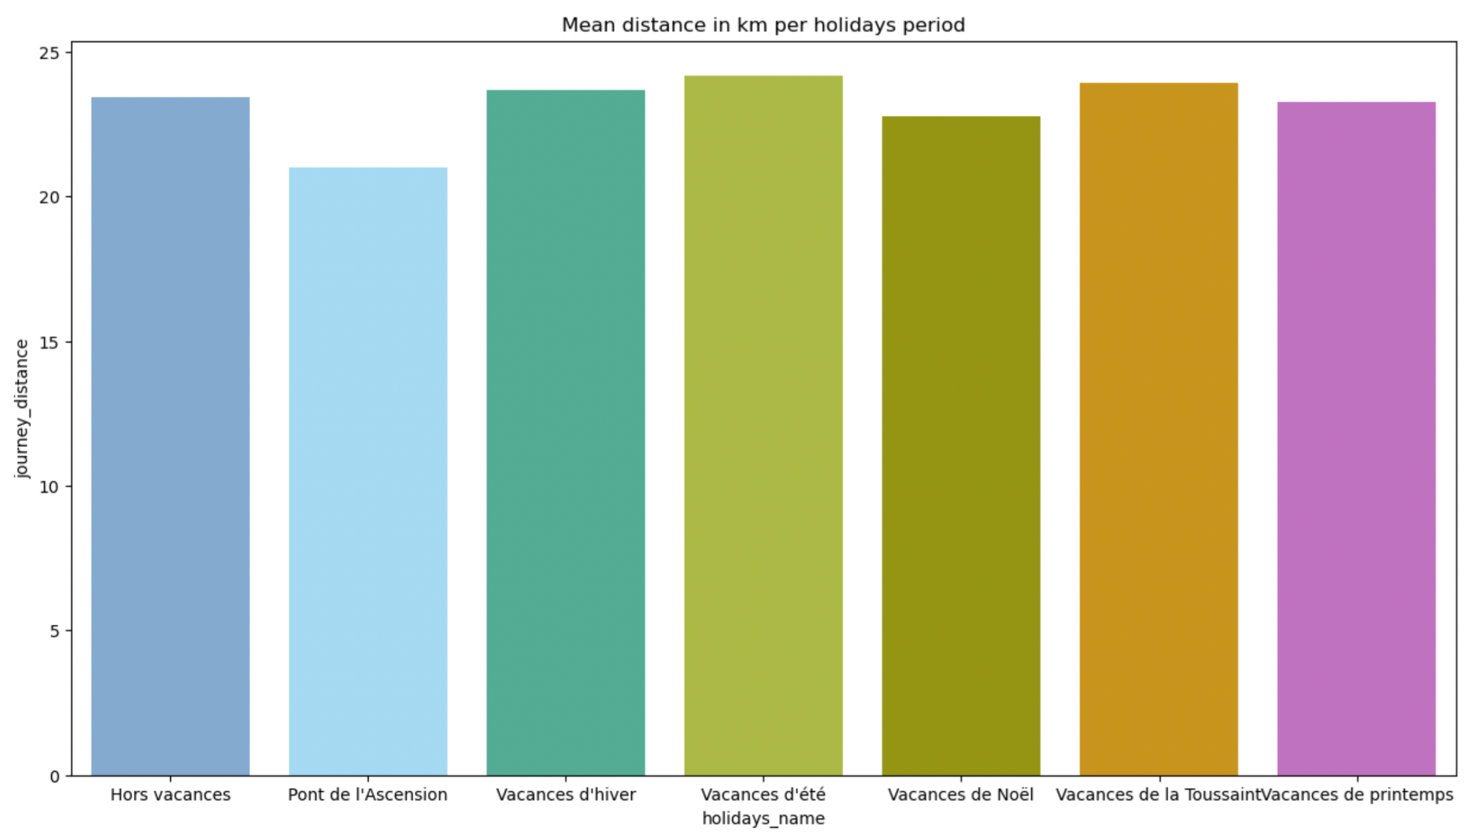 Mean distance in km per holidays period
25
20
15
10
5
0
journey_distance
Hors vacances Pont de l'Ascension Vacances d'hiver Vacances d'été Vacances de Noël Vacances de la Toussaint Vacances de printemps
holidays_name